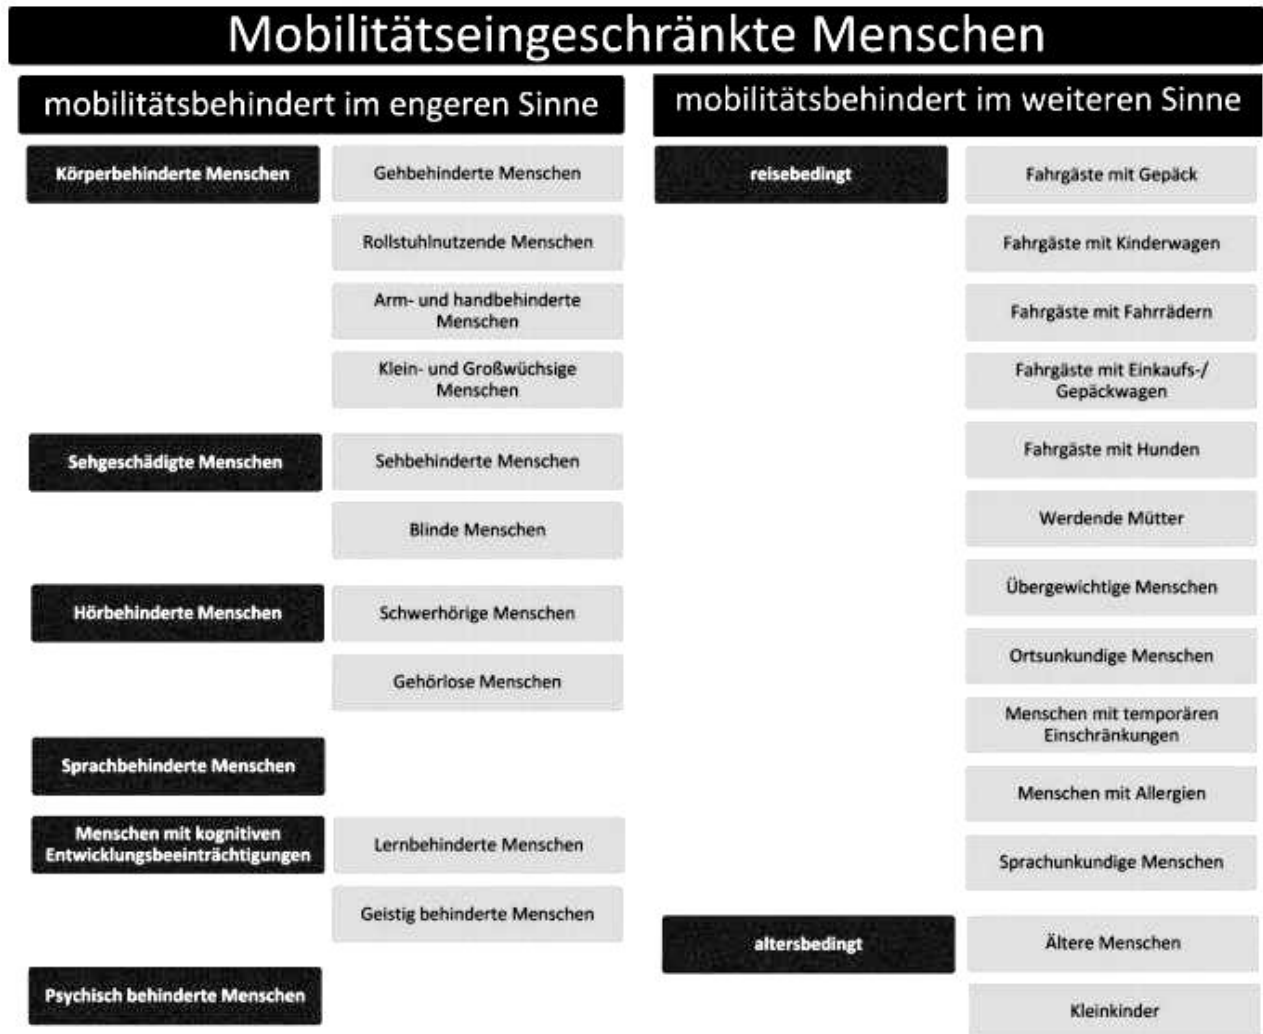 Mobilitätseingeschränkte Menschen
mobilitätsbehindert im engeren Sinne
Körperbehinderte Menschen
Gehbehinderte Menschen
Rollstuhlnutzende Menschen
Arm- und handbehinderte
Menschen
Klein- und Großwüchsige
Menschen
Sehgeschädigte Menschen
Sehbehinderte Menschen
Blinde Menschen
Hörbehinderte Menschen
Schwerhörige Menschen
Gehörlose Menschen
Sprachbehinderte Menschen
Menschen mit kognitiven
Entwicklungsbeeinträchtigungen
Lernbehinderte Menschen
Geistig behinderte Menschen
Psychisch behinderte Menschen
mobilitätsbehindert im weiteren Sinne
reisebedingt
Fahrgäste mit Gepäck
Fahrgäste mit Kinderwagen
Fahrgäste mit Fahrrädern
Fahrgäste mit Einkaufs-/
Gepäckwagen
Fahrgäste mit Hunden
Werdende Mütter
Übergewichtige Menschen
Ortsunkundige Menschen
Menschen mit temporären
Einschränkungen
Menschen mit Allergien
Sprachunkundige Menschen
altersbedingt
Ältere Menschen
Kleinkinder